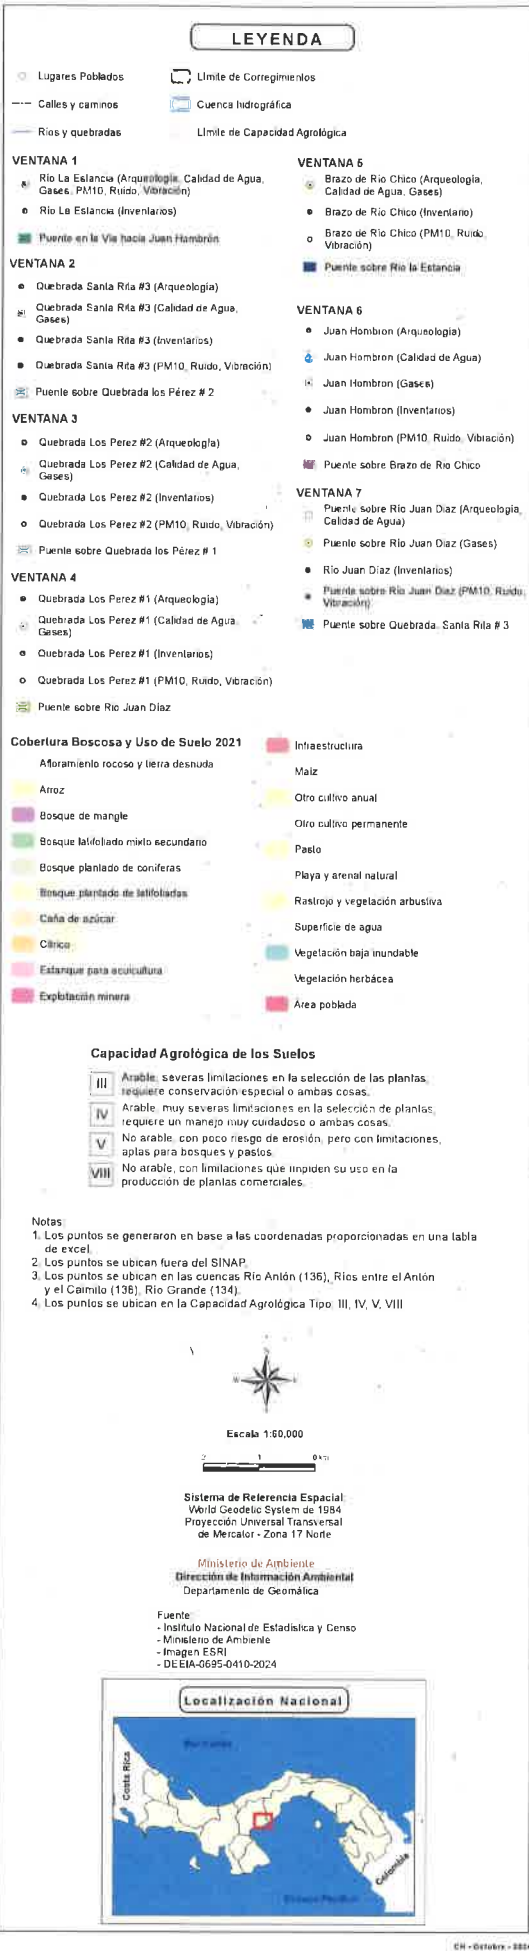 LEYENDA
Lugares Poblados
Límite de Corregimientos
Calles y caminos
Cuenca hidrográfica
Ríos y quebradas
Límite de Capacidad Agrológica
VENTANA 1
Río La Estancia (Arqueología, Calidad de Agua,
Gases, PM10, Ruido, Vibración)
Río La Estancia (Inventarios)
Puente en la Vía hacia Juan Hombrón
VENTANA 2
Quebrada Santa Rita #3 (Arqueología)
Quebrada Santa Rita #3 (Calidad de Agua,
Gases)
Quebrada Santa Rita #3 (Inventarios)
Quebrada Santa Rita #3 (PM10, Ruido, Vibración)
Puente sobre Quebrada los Pérez # 2
VENTANA 3
Quebrada Los Perez #2 (Arqueología)
Quebrada Los Perez #2 (Calidad de Agua,
Gases)
Quebrada Los Perez #2 (Inventarios)
Quebrada Los Perez #2 (PM10, Ruido, Vibración)
Puente sobre Quebrada los Pérez # 1
VENTANA 4
Quebrada Los Perez #1 (Arqueología)
Quebrada Los Perez #1 (Calidad de Agua,
Gases)
Quebrada Los Perez #1 (Inventarios)
Quebrada Los Perez #1 (PM10, Ruido, Vibración)
Puente sobre Río Juan Díaz
VENTANA 5
Brazo de Río Chico (Arqueología,
Calidad de Agua, Gases)
Brazo de Río Chico (Inventario)
Brazo de Río Chico (PM10, Ruido,
Vibración)
Puente sobre Río la Estancia
VENTANA 6
Juan Hombron (Arqueología)
Juan Hombron (Calidad de Agua)
Juan Hombron (Gases)
Juan Hombron (Inventarios)
Juan Hombron (PM10, Ruido, Vibración)
Puente sobre Brazo de Río Chico
VENTANA 7
Puente sobre Río Juan Diaz (Arqueología,
Calidad de Agua)
Puente sobre Río Juan Diaz (Gases)
Río Juan Díaz (Inventarios)
Puente sobre Río Juan Diaz (PM10, Ruido,
Vibración)
Puente sobre Quebrada. Santa Rita # 3
Cobertura Boscosa y Uso de Suelo 2021
Afloramiento rocoso y tierra desnuda
Arroz
Bosque de mangle
Bosque latifoliado mixto secundario
Bosque plantado de coníferas
Bosque plantado de latifoliadas
Caña de azúcar
Cítrico
Estanque para acuicultura
Explotación minera
Infraestructura
Maíz
Otro cultivo anual
Otro cultivo permanente
Pasto
Playa y arenal natural
Rastrojo y vegetación arbustiva
Superficie de agua
Vegetación baja inundable
Vegetación herbácea
Área poblada
Capacidad Agrológica de los Suelos
III Arable, severas limitaciones en la selección de las plantas,
requiere conservación especial o ambas cosas.
IV Arable, muy severas limitaciones en la selección de plantas,
requiere un manejo muy cuidadoso o ambas cosas.
V No arable, con poco riesgo de erosión, pero con limitaciones,
aptas para bosques y pastos.
VIII No arable, con limitaciones que impiden su uso en la
producción de plantas comerciales.
Notas:
1. Los puntos se generaron en base a las coordenadas proporcionadas en una tabla
de excel.
2. Los puntos se ubican fuera del SINAP.
3. Los puntos se ubican en las cuencas Río Antón (136), Ríos entre el Antón
y el Caimito (138), Río Grande (134).
4. Los puntos se ubican en la Capacidad Agrológica Tipo: III, IV, V, VIII
N
W E
S
Escala 1:60,000
2 1 0 km
Sistema de Referencia Espacial:
World Geodetic System de 1984
Proyección Universal Transversal
de Mercator - Zona 17 Norte
Ministerio de Ambiente
Dirección de Información Ambiental
Departamento de Geomática
Fuente:
- Instituto Nacional de Estadística y Censo
- Ministerio de Ambiente
- Imagen ESRI
- DEEIA-0695-0410-2024
Localización Nacional
Costa Rica
Colombia
CH - Octubre - 2024